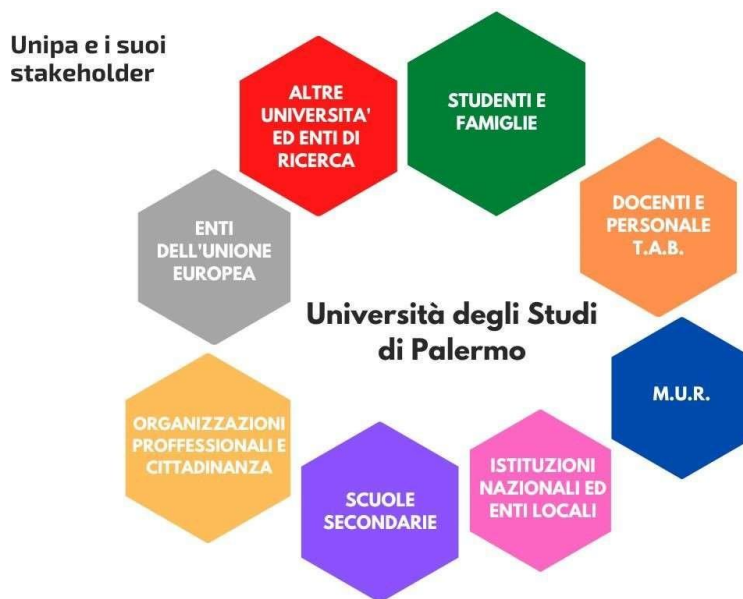 Unipa e i suoi
stakeholder
ALTRE
UNIVERSITA'
ED ENTI DI
RICERCA
STUDENTI E
FAMIGLIE
DOCENTI E
PERSONALE
T.A.B.
ENTI
DELL'UNIONE
EUROPEA
Università degli Studi
di Palermo
M.U.R.
ORGANIZZAZIONI
PROFFESSIONALI E
CITTADINANZA
SCUOLE
SECONDARIE
ISTITUZIONI
NAZIONALI ED
ENTI LOCALI